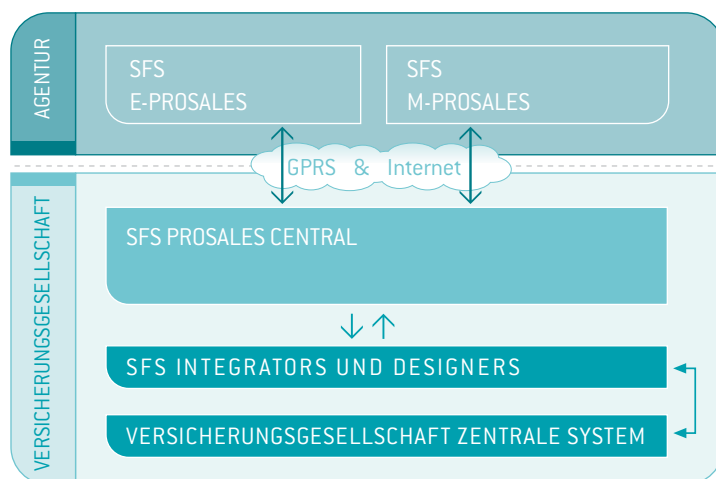 AGENTUR
SFS
E-PROSALES
SFS
M-PROSALES
GPRS & Internet
VERSICHERUNGSGESELLSCHAFT
SFS PROSALES CENTRAL
SFS INTEGRATORS UND DESIGNERS
VERSICHERUNGSGESELLSCHAFT ZENTRALE SYSTEM